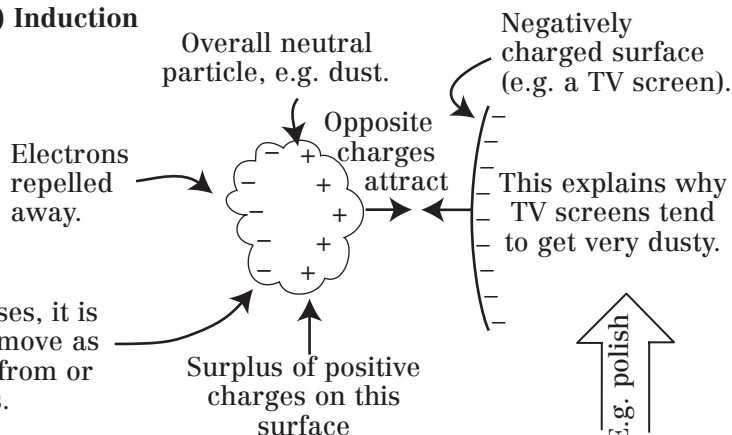 ) Induction
Overall neutral
particle, e.g. dust.
Negatively
charged surface
(e.g. a TV screen).
Electrons
repelled
away.
Opposite
charges
attract
This explains why
TV screens tend
to get very dusty.
ses, it is
move as
from or
s.
Surplus of positive
charges on this
surface
E.g. polish